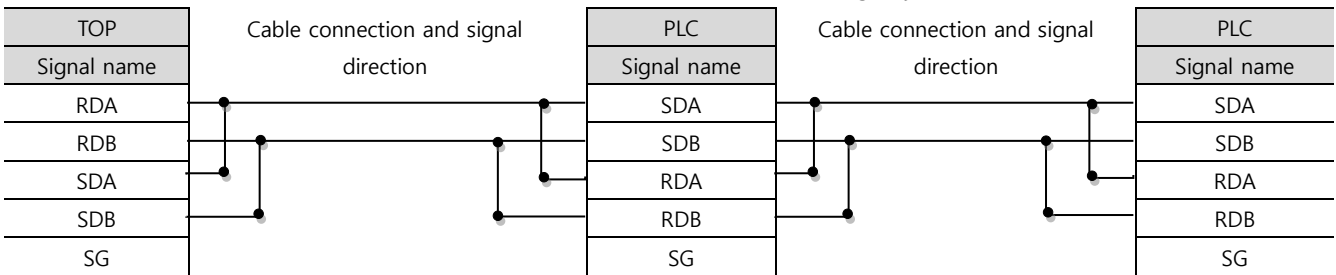 TOP Cable connection and signal PLC Cable connection and signal PLC
Signal name direction Signal name direction Signal name
RDA SDA SDA
RDB SDB SDB
SDA RDA RDA
SDB RDB RDB
SG SG SG